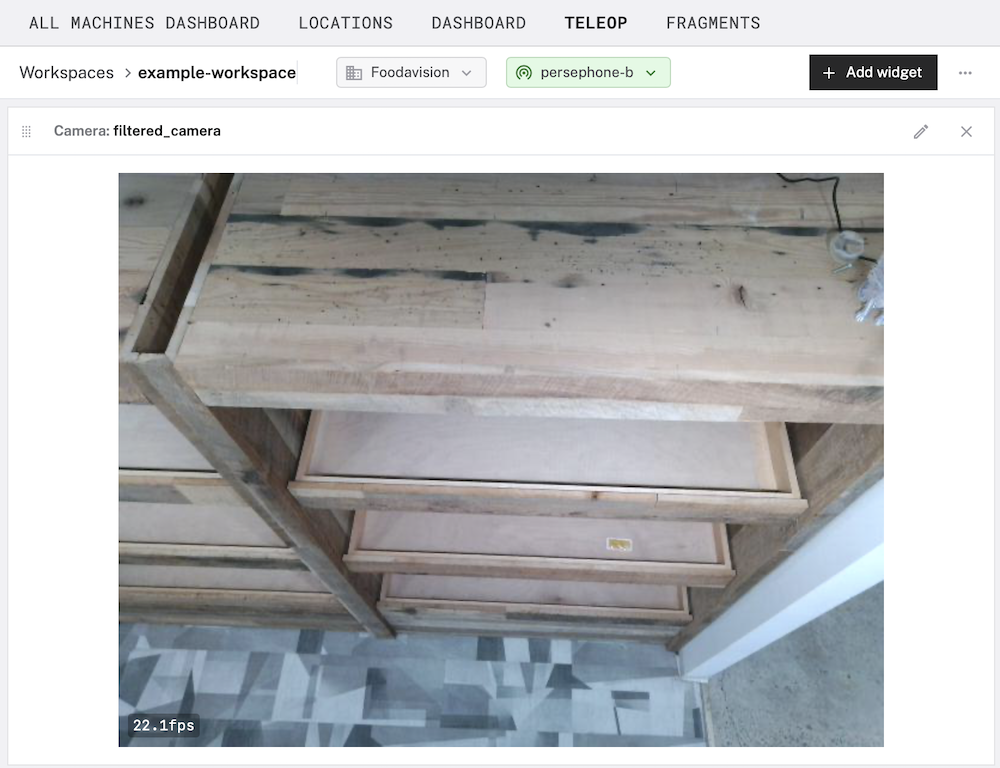 ALL MACHINES DASHBOARD LOCATIONS DASHBOARD TELEOP FRAGMENTS
Workspaces > example-workspace Foodavision persephone-b + Add widget ...
Camera: filtered_camera
22.1fps